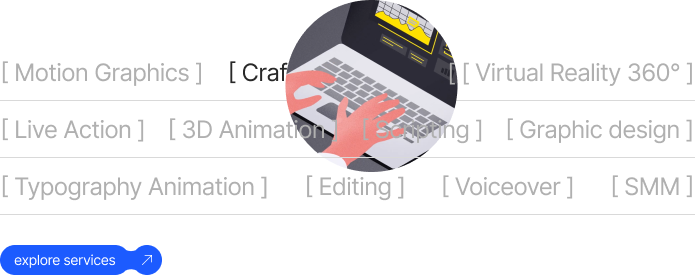 [ Motion Graphics ] [ Craf [ Virtual Reality 360° ]
[ Live Action ] [ 3D Animation ] [ Scripting ] [ Graphic design ]
[ Typography Animation ] [ Editing ] [ Voiceover ] [ SMM ]
explore services